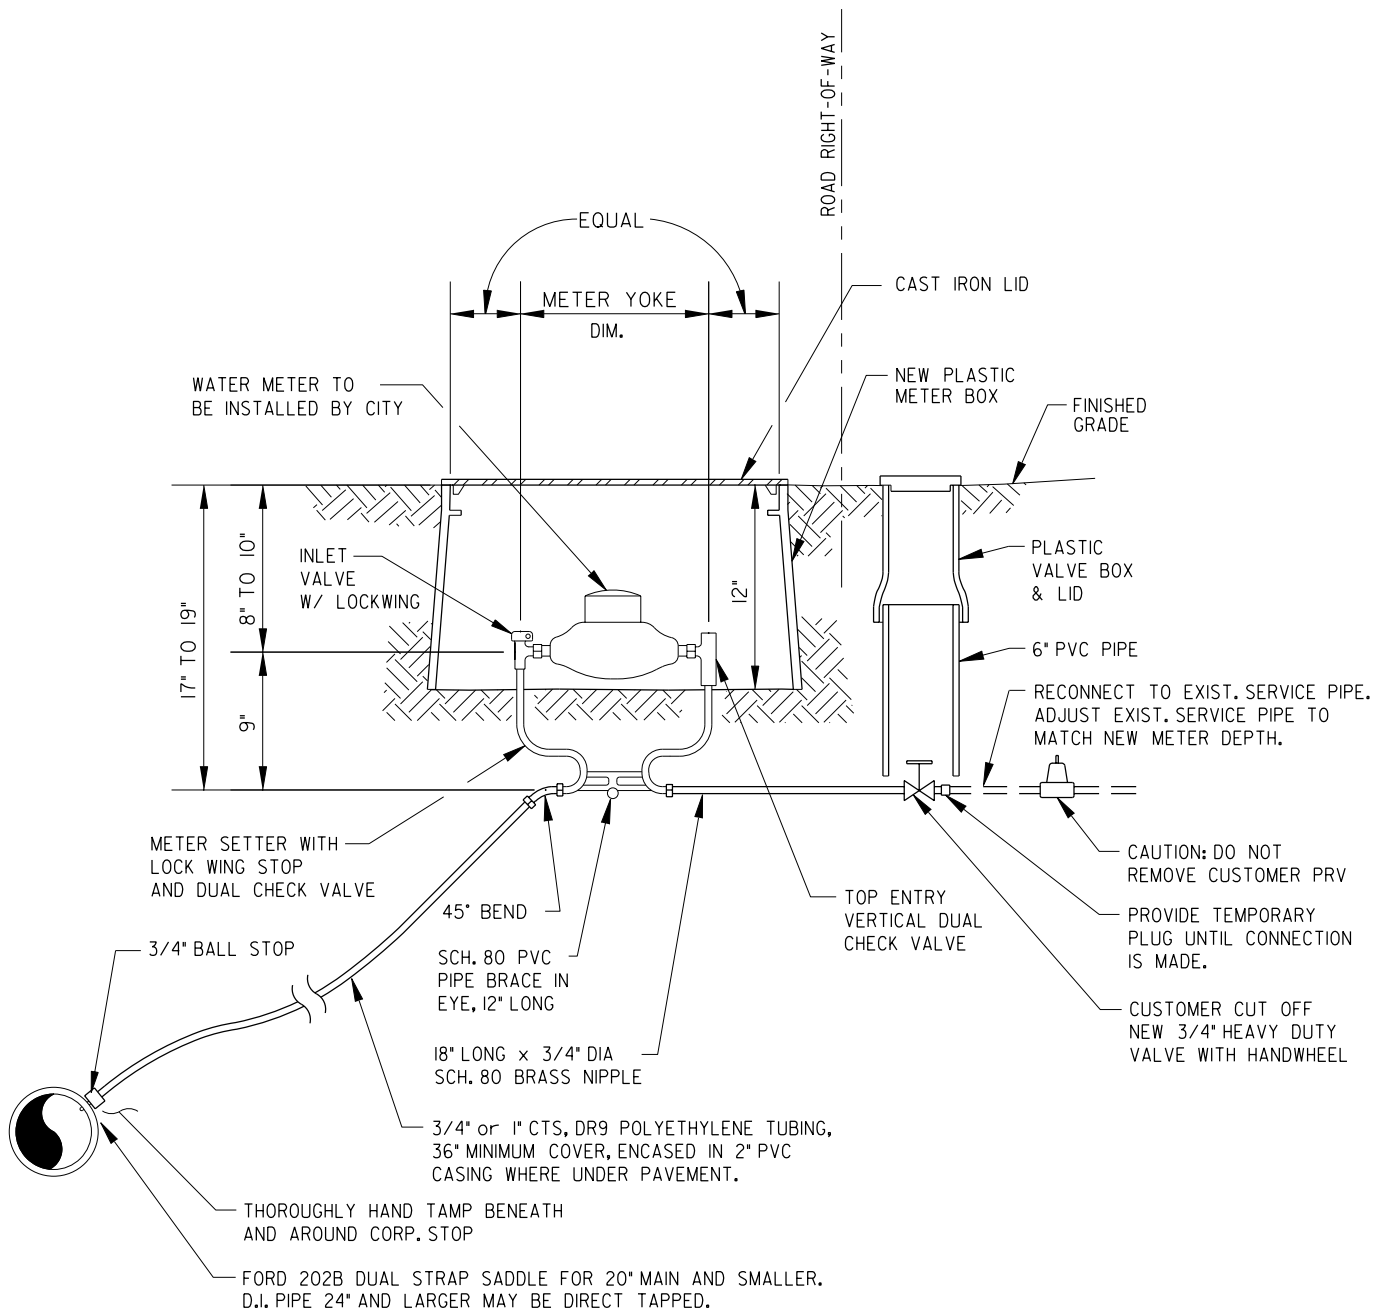 ROAD RIGHT-OF-WAY
EQUAL
METER YOKE
DIM.
CAST IRON LID
WATER METER TO
BE INSTALLED BY CITY
NEW PLASTIC
METER BOX
FINISHED
GRADE
17" TO 19"
8" TO 10"
9"
12"
INLET
VALVE
W/ LOCKWING
PLASTIC
VALVE BOX
& LID
6" PVC PIPE
RECONNECT TO EXIST. SERVICE PIPE.
ADJUST EXIST. SERVICE PIPE TO
MATCH NEW METER DEPTH.
METER SETTER WITH
LOCK WING STOP
AND DUAL CHECK VALVE
45° BEND
TOP ENTRY
VERTICAL DUAL
CHECK VALVE
CAUTION: DO NOT
REMOVE CUSTOMER PRV
PROVIDE TEMPORARY
PLUG UNTIL CONNECTION
IS MADE.
3/4" BALL STOP
SCH. 80 PVC
PIPE BRACE IN
EYE, 12" LONG
CUSTOMER CUT OFF
NEW 3/4" HEAVY DUTY
VALVE WITH HANDWHEEL
18" LONG x 3/4" DIA
SCH. 80 BRASS NIPPLE
3/4" or 1" CTS, DR9 POLYETHYLENE TUBING,
36" MINIMUM COVER, ENCASED IN 2" PVC
CASING WHERE UNDER PAVEMENT.
THOROUGHLY HAND TAMP BENEATH
AND AROUND CORP. STOP
FORD 202B DUAL STRAP SADDLE FOR 20" MAIN AND SMALLER.
D.I. PIPE 24" AND LARGER MAY BE DIRECT TAPPED.